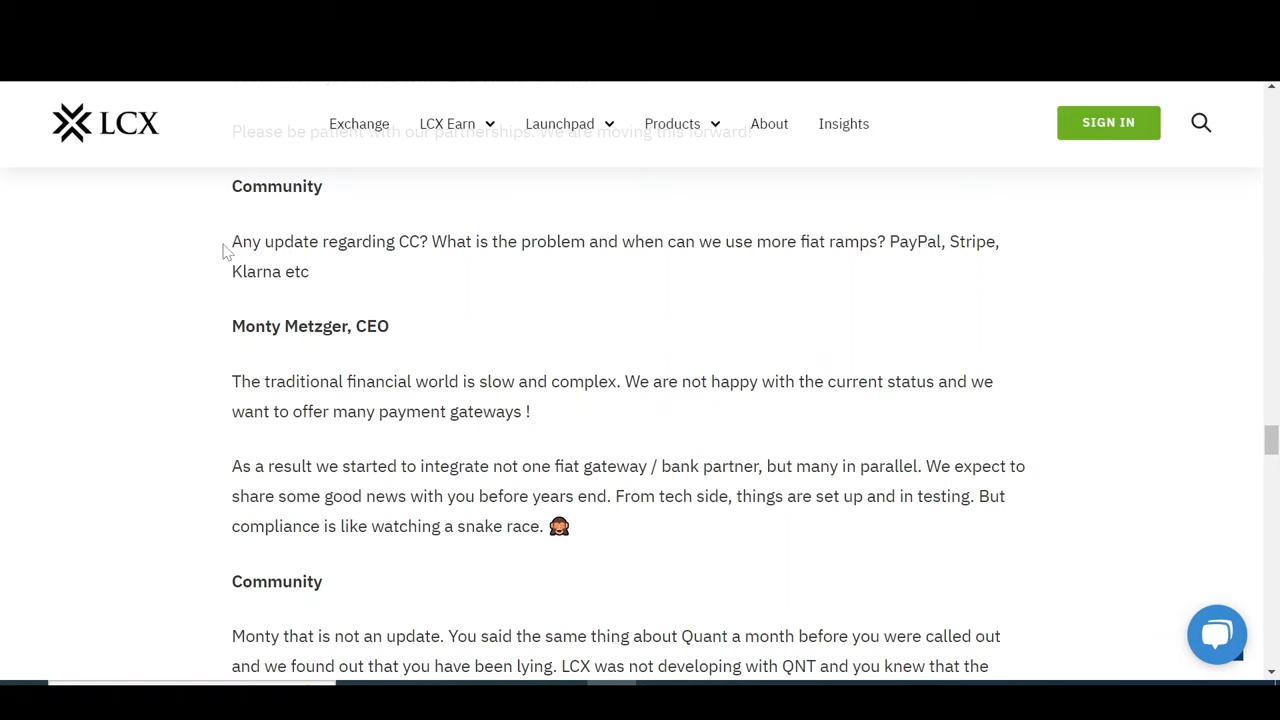 LCX
Exchange
LCX Earn
Launchpad
Products
About
Insights
SIGN IN
Please be patient with our partnerships. We are moving this forward!
Community
Any update regarding CC? What is the problem and when can we use more fiat ramps? PayPal, Stripe,
Klarna etc
Monty Metzger, CEO
The traditional financial world is slow and complex. We are not happy with the current status and we
want to offer many payment gateways !
As a result we started to integrate not one fiat gateway / bank partner, but many in parallel. We expect to
share some good news with you before years end. From tech side, things are set up and in testing. But
compliance is like watching a snake race. 🙈
Community
Monty that is not an update. You said the same thing about Quant a month before you were called out
and we found out that you have been lying. LCX was not developing with QNT and you knew that the